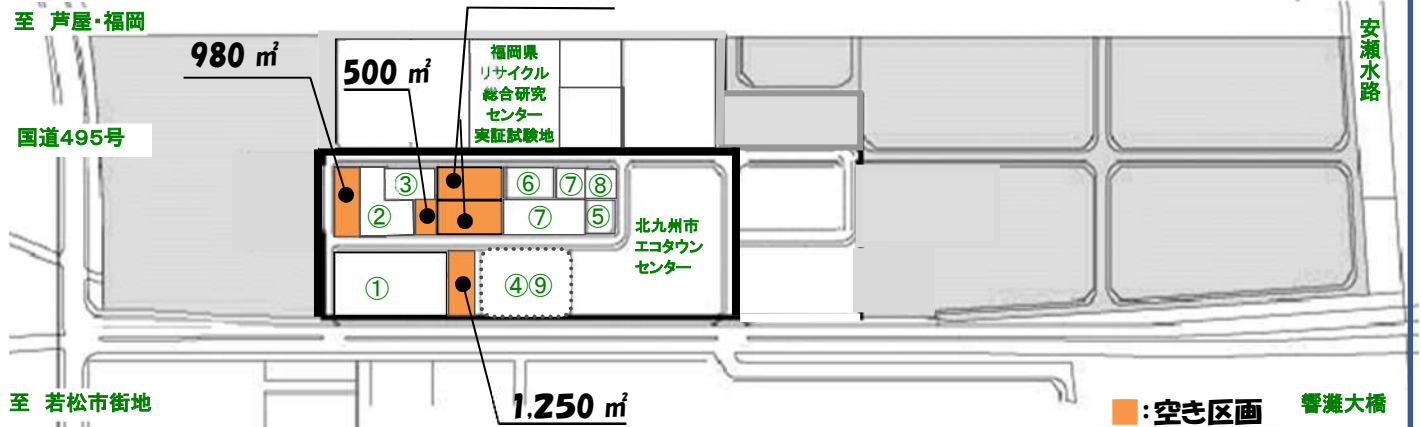 至 芦屋・福岡
980 ㎡
500 ㎡
福岡県
リサイクル
総合研究
センター
実証試験地
安瀬水路
国道495号
③
⑥
⑦
⑧
②
⑦
⑤
北九州市
エコタウン
センター
①
④⑨
至 若松市街地
1,250 ㎡
:空き区画
響灘大橋